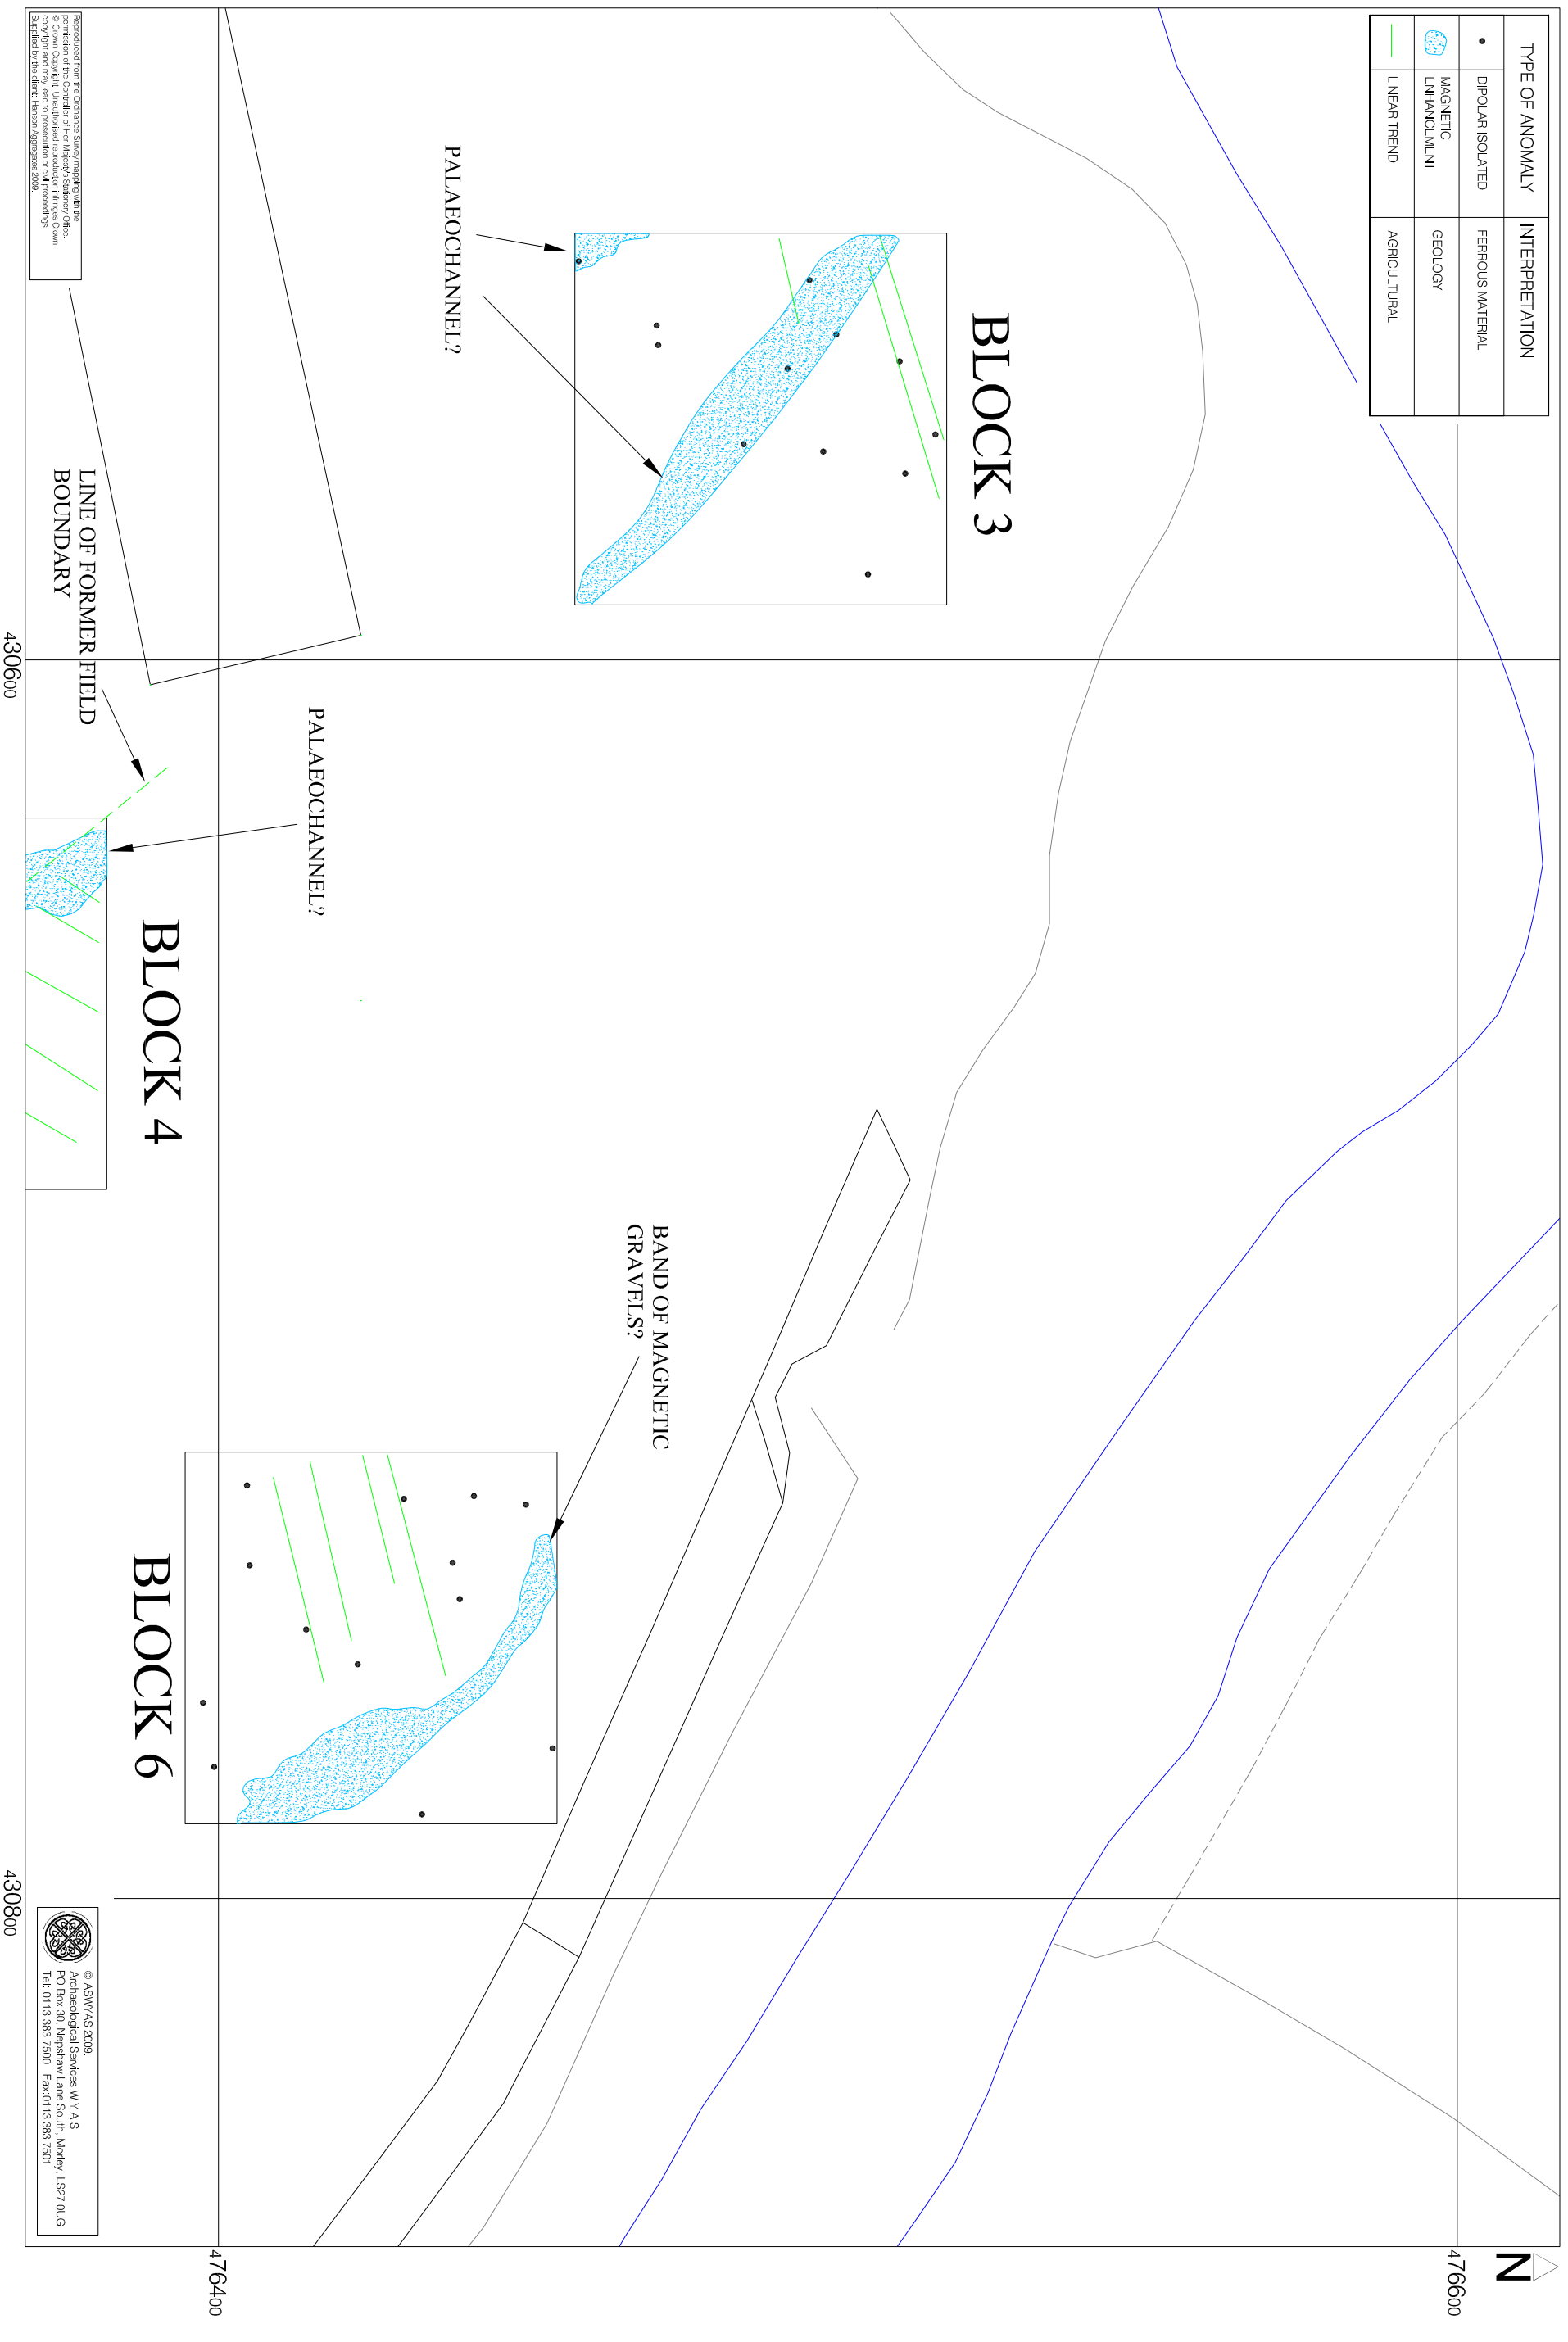 TYPE OF ANOMALY
INTERPRETATION
DIPOLAR ISOLATED
FERROUS MATERIAL
MAGNETIC
ENHANCEMENT
GEOLOGY
LINEAR TREND
AGRICULTURAL
N
476600
BLOCK 3
PALAEOCHANNEL?
BAND OF MAGNETIC
GRAVELS?
PALAEOCHANNEL?
476400
BLOCK 4
BLOCK 6
LINE OF FORMER FIELD
BOUNDARY
Reproduced from the Ordnance Survey mapping with the
permission of the Controller of Her Majesty's Stationery Office.
© Crown Copyright. Unauthorised reproduction infringes Crown
copyright and may lead to prosecution or civil proceedings.
Supplied by the client: Hanson Aggregates 2009.
© ASWYAS 2009.
Archaeological Services W Y A S
PO Box 30, Nepshaw Lane South, Morley, LS27 0UG
Tel: 0113 383 7500 Fax:0113 383 7501
430600
430800